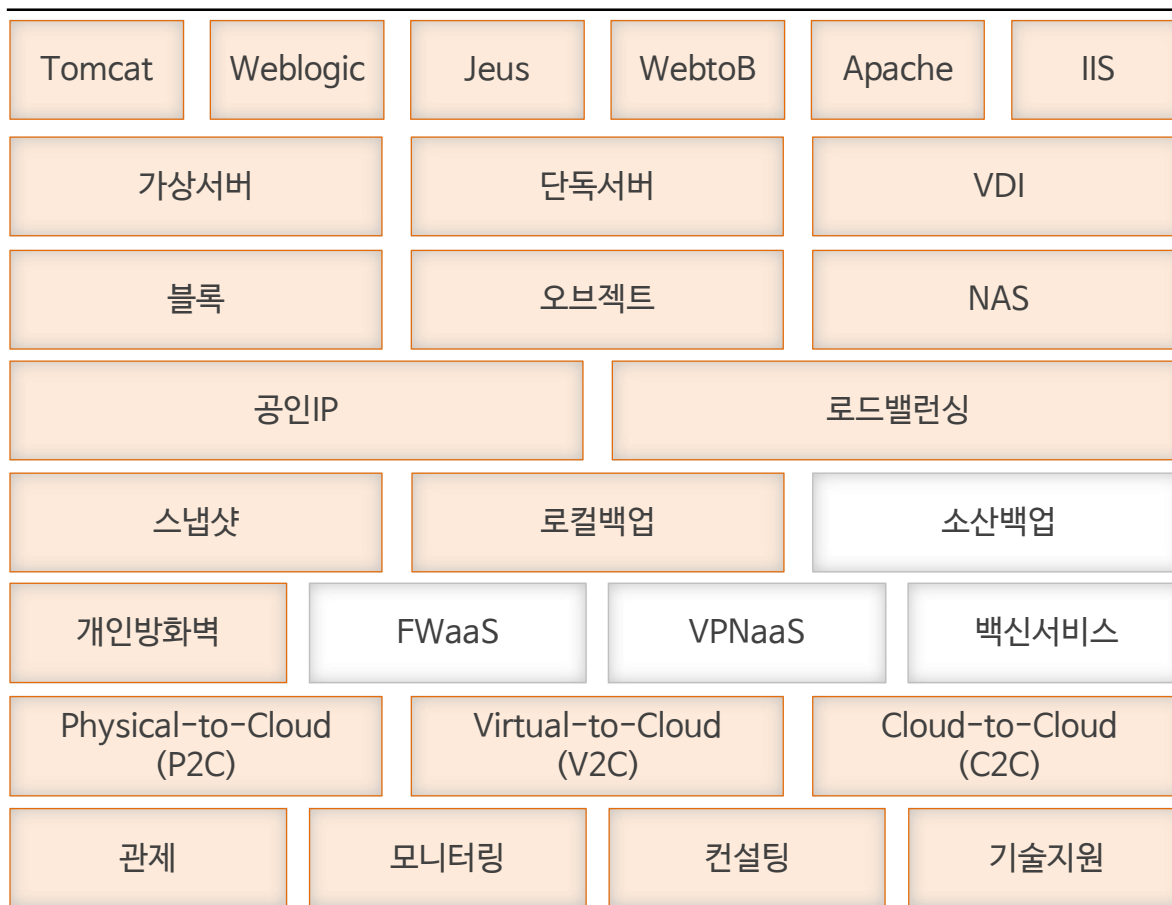 Tomcat Weblogic Jeus WebtoB Apache IIS
가상서버 단독서버 VDI
블록 오브젝트 NAS
공인IP 로드밸런싱
스냅샷 로컬백업 소산백업
개인방화벽 FWaaS VPNaaS 백신서비스
Physical-to-Cloud Virtual-to-Cloud Cloud-to-Cloud
(P2C) (V2C) (C2C)
관제 모니터링 컨설팅 기술지원